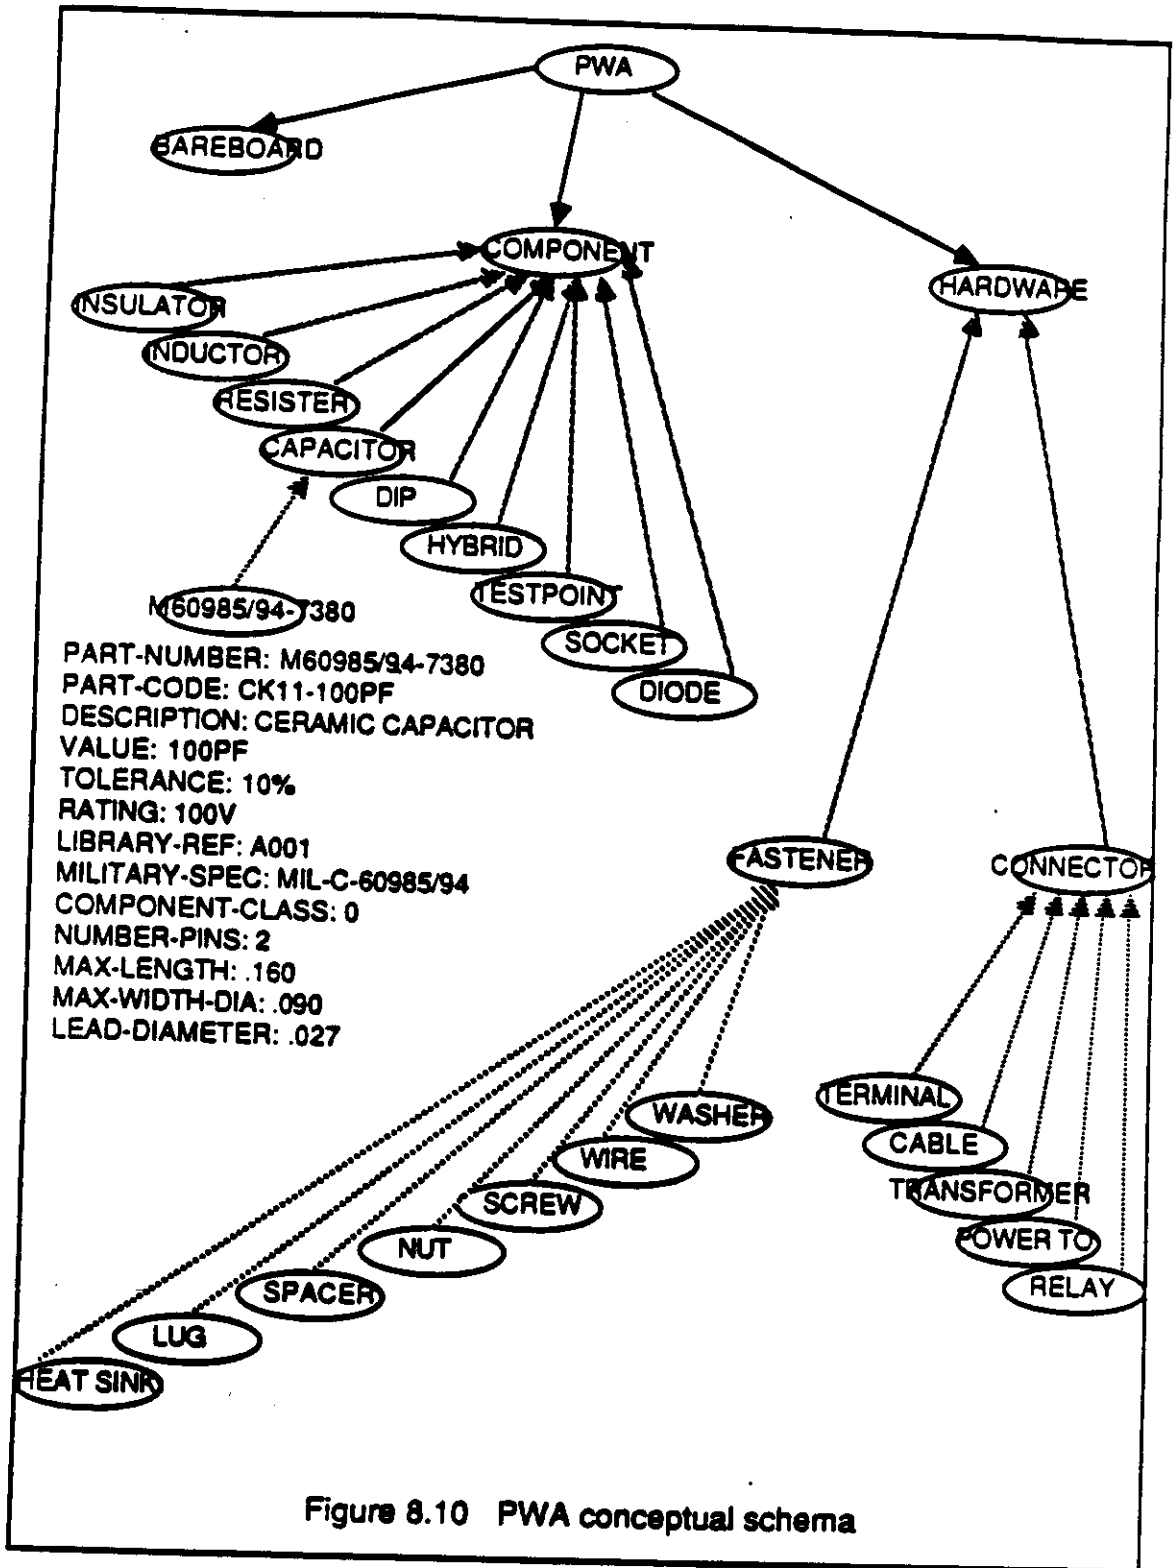 PWA
BAREBOARD
COMPONENT
HARDWARE
INSULATOR
INDUCTOR
RESISTER
CAPACITOR
DIP
HYBRID
TESTPOINT
SOCKET
DIODE
M60985/94-7380
PART-NUMBER: M60985/94-7380
PART-CODE: CK11-100PF
DESCRIPTION: CERAMIC CAPACITOR
VALUE: 100PF
TOLERANCE: 10%
RATING: 100V
LIBRARY-REF: A001
MILITARY-SPEC: MIL-C-60985/94
COMPONENT-CLASS: 0
NUMBER-PINS: 2
MAX-LENGTH: .160
MAX-WIDTH-DIA: .090
LEAD-DIAMETER: .027
FASTENER
CONNECTOR
WASHER
WIRE
SCREW
NUT
SPACER
LUG
HEAT SINK
TERMINAL
CABLE
TRANSFORMER
POWER TO
RELAY
Figure 8.10 PWA conceptual schema